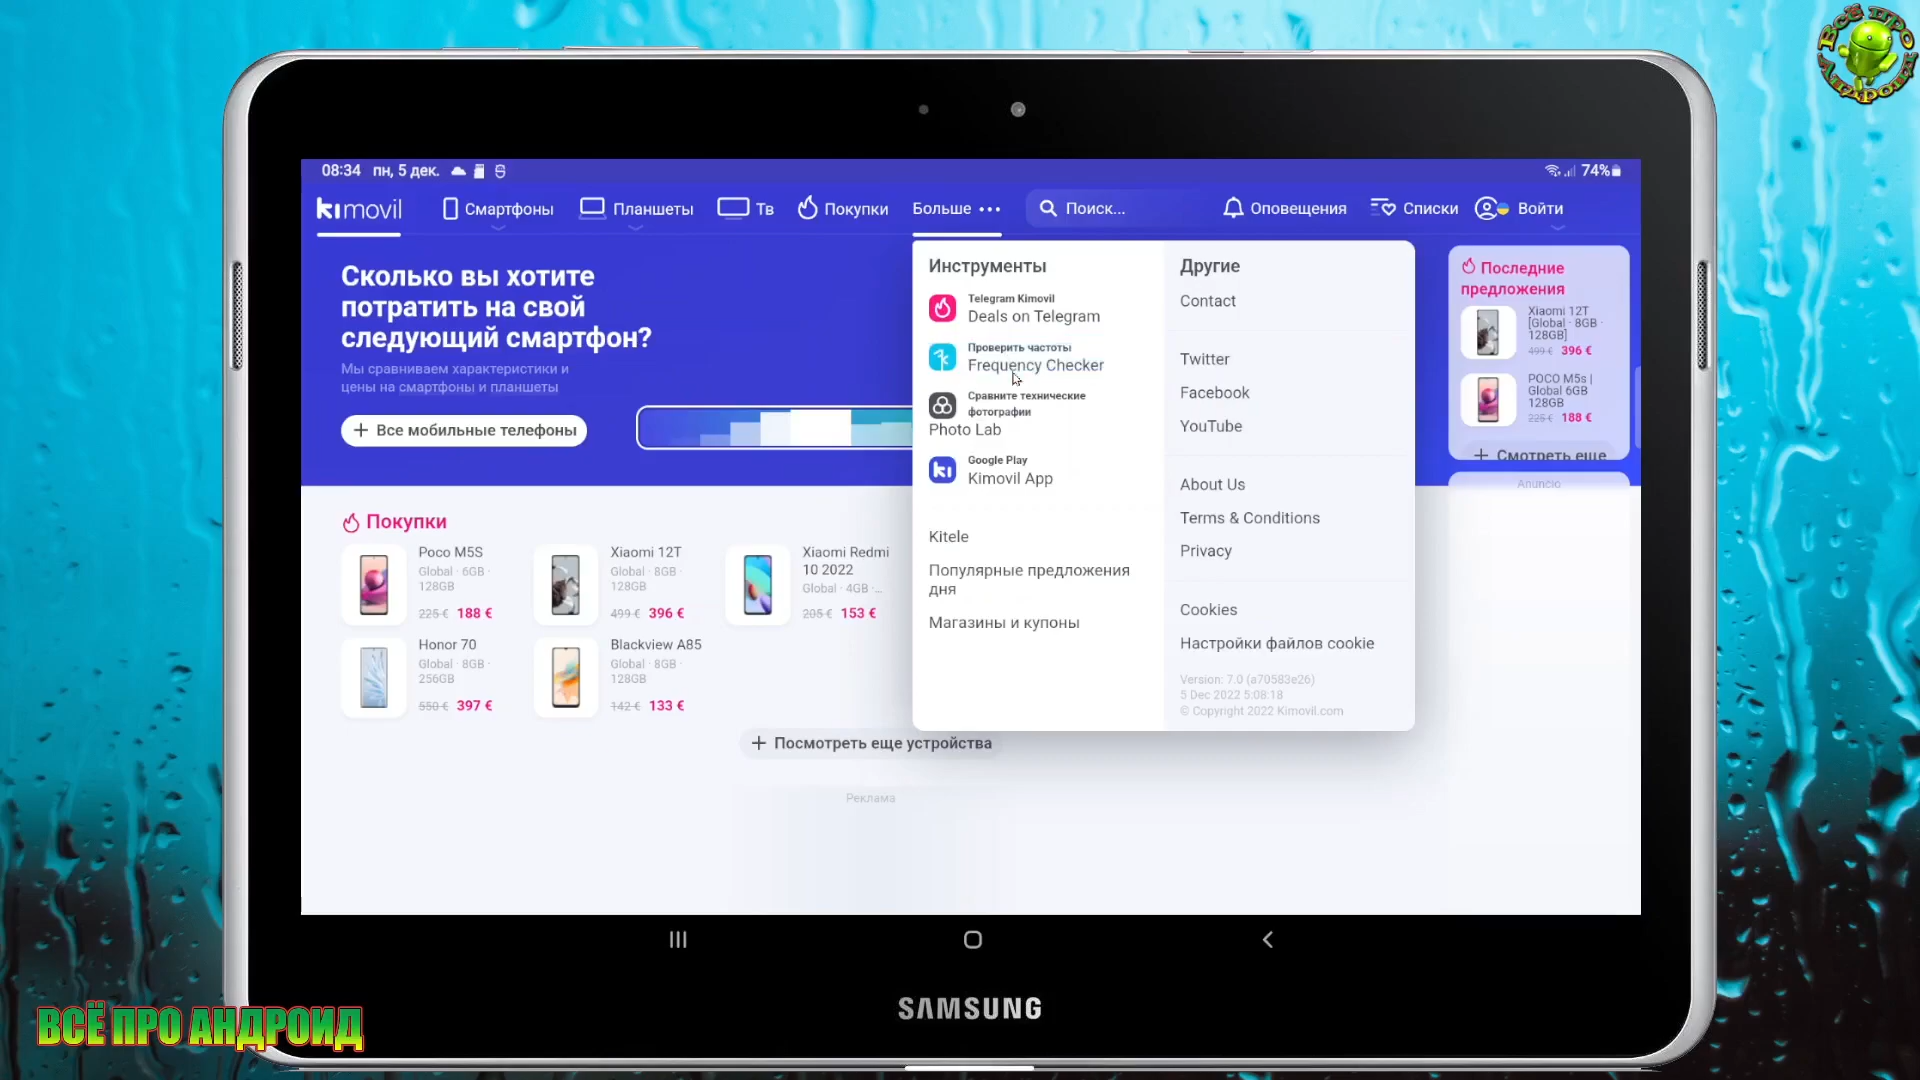 Всё про Андроид
08:34 пн, 5 дек.
74%
kimovil
Смартфоны
Планшеты
Тв
Покупки
Больше
Поиск...
Оповещения
Списки
Войти
Сколько вы хотите
потратить на свой
следующий смартфон?
Мы сравниваем характеристики и
цены на смартфоны и планшеты
+ Все мобильные телефоны
Инструменты
Telegram Kimovil
Deals on Telegram
Проверить частоты
Frequency Checker
Сравните технические
фотографии
Photo Lab
Google Play
Kimovil App
Kitele
Популярные предложения
дня
Магазины и купоны
Другие
Contact
Twitter
Facebook
YouTube
About Us
Terms & Conditions
Privacy
Cookies
Настройки файлов cookie
Version: 7.0 (a70583e26)
5 Dec 2022 5:08:18
© Copyright 2022 Kimovil.com
Последние
предложения
Xiaomi 12T
[Global · 8GB ·
128GB]
499 € 396 €
POCO M5s |
Global 6GB
128GB
225 € 188 €
+ Смотреть еще
Anuncio
Покупки
Poco M5S
Global · 6GB ·
128GB
225 € 188 €
Xiaomi 12T
Global · 8GB ·
128GB
499 € 396 €
Xiaomi Redmi
10 2022
Global · 4GB ·...
205 € 153 €
Honor 70
Global · 8GB ·
256GB
550 € 397 €
Blackview A85
Global · 8GB ·
128GB
142 € 133 €
+ Посмотреть еще устройства
Реклама
SAMSUNG
ВСЁ ПРО АНДРОИД